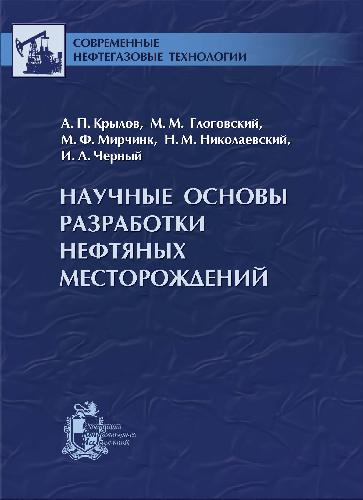 СОВРЕМЕННЫЕ
НЕФТЕГАЗОВЫЕ ТЕХНОЛОГИИ
А. П. Крылов, М. М. Глоговский,
М. Ф. Мирчинк, Н. М. Николаевский,
И. А. Черный
НАУЧНЫЕ ОСНОВЫ
РАЗРАБОТКИ
НЕФТЯНЫХ
МЕСТОРОЖДЕНИЙ